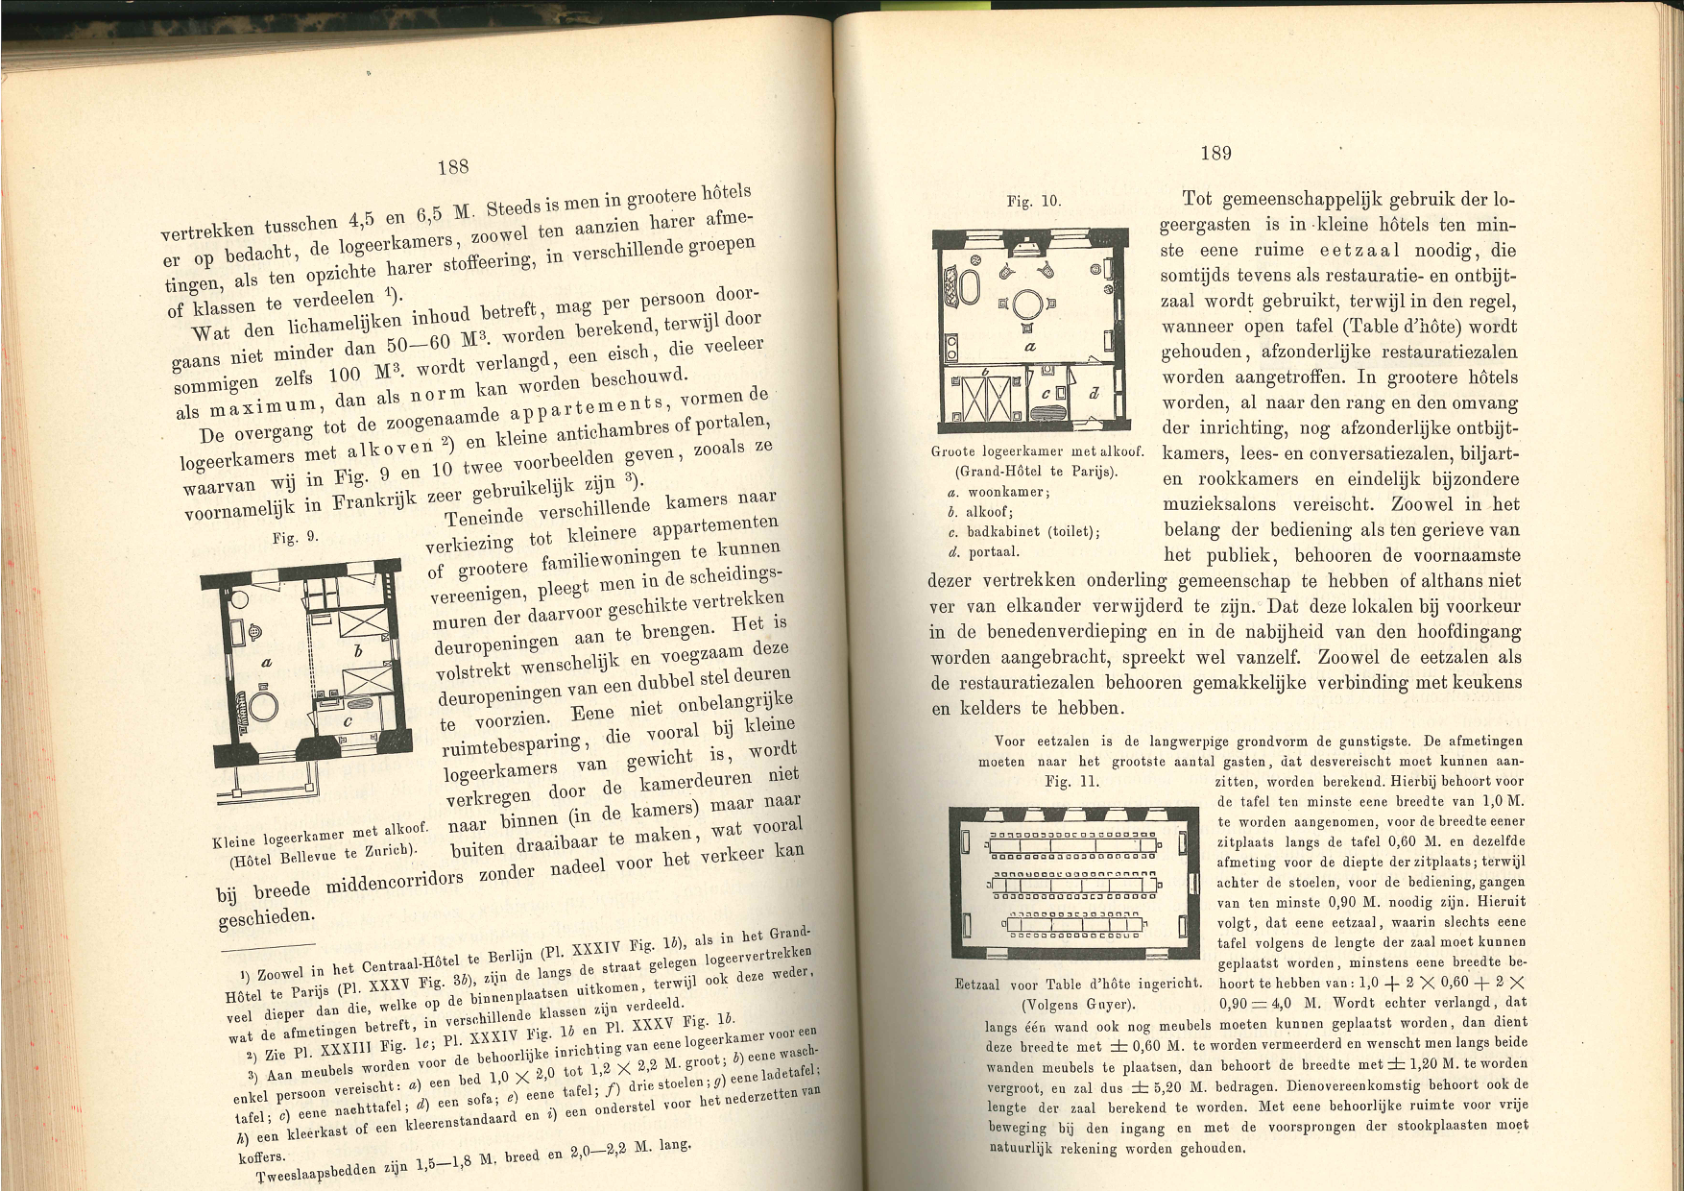 188
vertrekken tusschen 4,5 en 6,5 M. Steeds is men in grootere hôtels
er op bedacht, de logeerkamers, zoowel ten aanzien harer afme-
tingen, als ten opzichte harer stoffeering, in verschillende groepen
of klassen te verdeelen ¹).
Wat den lichamelijken inhoud betreft, mag per persoon door-
gaans niet minder dan 50—60 M³. worden berekend, terwijl door
sommigen zelfs 100 M³. wordt verlangd, een eisch, die veeleer
als maximum, dan als norm kan worden beschouwd.
De overgang tot de zoogenaamde appartements, vormen de
logeerkamers met alkoven ²) en kleine antichambres of portalen,
waarvan wij in Fig. 9 en 10 twee voorbeelden geven, zooals ze
voornamelijk in Frankrijk zeer gebruikelijk zijn ³).
Fig. 9.
a
b
c
Kleine logeerkamer met alkoof.
(Hôtel Bellevue te Zurich).
Teneinde verschillende kamers naar
verkiezing tot kleinere appartementen
of grootere familiewoningen te kunnen
vereenigen, pleegt men in de scheidings-
muren der daarvoor geschikte vertrekken
deuropeningen aan te brengen. Het is
volstrekt wenschelijk en voegzaam deze
deuropeningen van een dubbel stel deuren
te voorzien. Eene niet onbelangrijke
ruimtebesparing, die vooral bij kleine
logeerkamers van gewicht is, wordt
verkregen door de kamerdeuren niet
naar binnen (in de kamers) maar naar
buiten draaibaar te maken, wat vooral
bij breede middencorridors zonder nadeel voor het verkeer kan
geschieden.
¹) Zoowel in het Centraal-Hôtel te Berlijn (Pl. XXXIV Fig. 1b), als in het Grand-
Hôtel te Parijs (Pl. XXXV Fig. 3b), zijn de langs de straat gelegen logeervertrekken
veel dieper dan die, welke op de binnenplaatsen uitkomen, terwijl ook deze weder,
wat de afmetingen betreft, in verschillende klassen zijn verdeeld.
²) Zie Pl. XXXIII Fig. 1c; Pl. XXXIV Fig. 1b en Pl. XXXV Fig. 1b.
³) Aan meubels worden voor de behoorlijke inrichting van eene logeerkamer voor een
enkel persoon vereischt: a) een bed 1,0 × 2,0 tot 1,2 × 2,2 M. groot; b) eene wasch-
tafel; c) eene nachttafel; d) een sofa; e) eene tafel; f) drie stoelen; g) eene ladetafel;
h) een kleerkast of een kleerenstandaard en i) een onderstel voor het nederzetten van
koffers.
Tweeslaapsbedden zijn 1,5—1,8 M. breed en 2,0—2,2 M. lang.
189
Fig. 10.
a
b
c
d
Groote logeerkamer met alkoof.
(Grand-Hôtel te Parijs).
a. woonkamer;
b. alkoof;
c. badkabinet (toilet);
d. portaal.
Tot gemeenschappelijk gebruik der lo-
geergasten is in kleine hôtels ten min-
ste eene ruime eetzaal noodig, die
somtijds tevens als restauratie- en ontbijt-
zaal wordt gebruikt, terwijl in den regel,
wanneer open tafel (Table d'hôte) wordt
gehouden, afzonderlijke restauratiezalen
worden aangetroffen. In grootere hôtels
worden, al naar den rang en den omvang
der inrichting, nog afzonderlijke ontbijt-
kamers, lees- en conversatiezalen, biljart-
en rookkamers en eindelijk bijzondere
muzieksalons vereischt. Zoowel in het
belang der bediening als ten gerieve van
het publiek, behooren de voornaamste
dezer vertrekken onderling gemeenschap te hebben of althans niet
ver van elkander verwijderd te zijn. Dat deze lokalen bij voorkeur
in de benedenverdieping en in de nabijheid van den hoofdingang
worden aangebracht, spreekt wel vanzelf. Zoowel de eetzalen als
de restauratiezalen behooren gemakkelijke verbinding met keukens
en kelders te hebben.
Voor eetzalen is de langwerpige grondvorm de gunstigste. De afmetingen
moeten naar het grootste aantal gasten, dat desvereischt moet kunnen aan-
Fig. 11.
Eetzaal voor Table d'hôte ingericht.
(Volgens Guyer).
zitten, worden berekend. Hierbij behoort voor
de tafel ten minste eene breedte van 1,0 M.
te worden aangenomen, voor de breedte eener
zitplaats langs de tafel 0,60 M. en dezelfde
afmeting voor de diepte der zitplaats; terwijl
achter de stoelen, voor de bediening, gangen
van ten minste 0,90 M. noodig zijn. Hieruit
volgt, dat eene eetzaal, waarin slechts eene
tafel volgens de lengte der zaal moet kunnen
geplaatst worden, minstens eene breedte be-
hoort te hebben van: 1,0 + 2 × 0,60 + 2 ×
0,90 = 4,0 M. Wordt echter verlangd, dat
langs één wand ook nog meubels moeten kunnen geplaatst worden, dan dient
deze breedte met ± 0,60 M. te worden vermeerderd en wenscht men langs beide
wanden meubels te plaatsen, dan behoort de breedte met ± 1,20 M. te worden
vergroot, en zal dus ± 5,20 M. bedragen. Dienovereenkomstig behoort ook de
lengte der zaal berekend te worden. Met eene behoorlijke ruimte voor vrije
beweging bij den ingang en met de voorsprongen der stookplaasten moet
natuurlijk rekening worden gehouden.